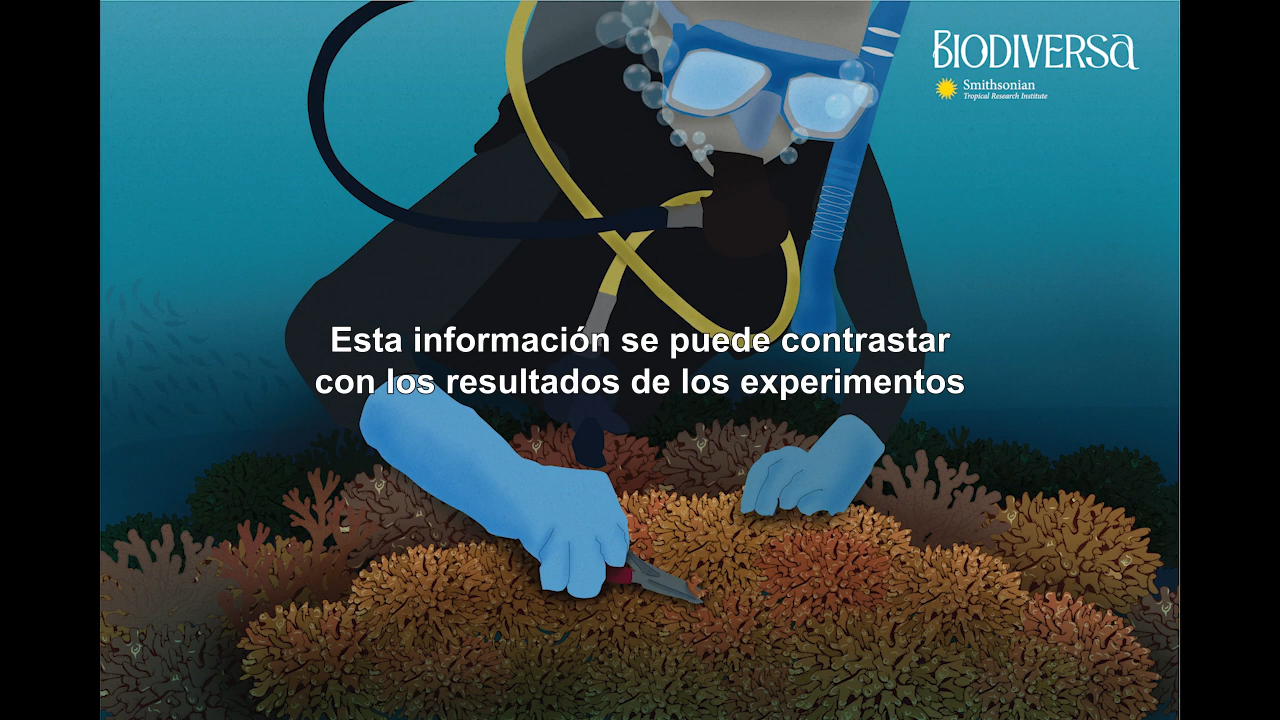 BIODIVERSA
Smithsonian
Tropical Research Institute
Esta información se puede contrastar
con los resultados de los experimentos